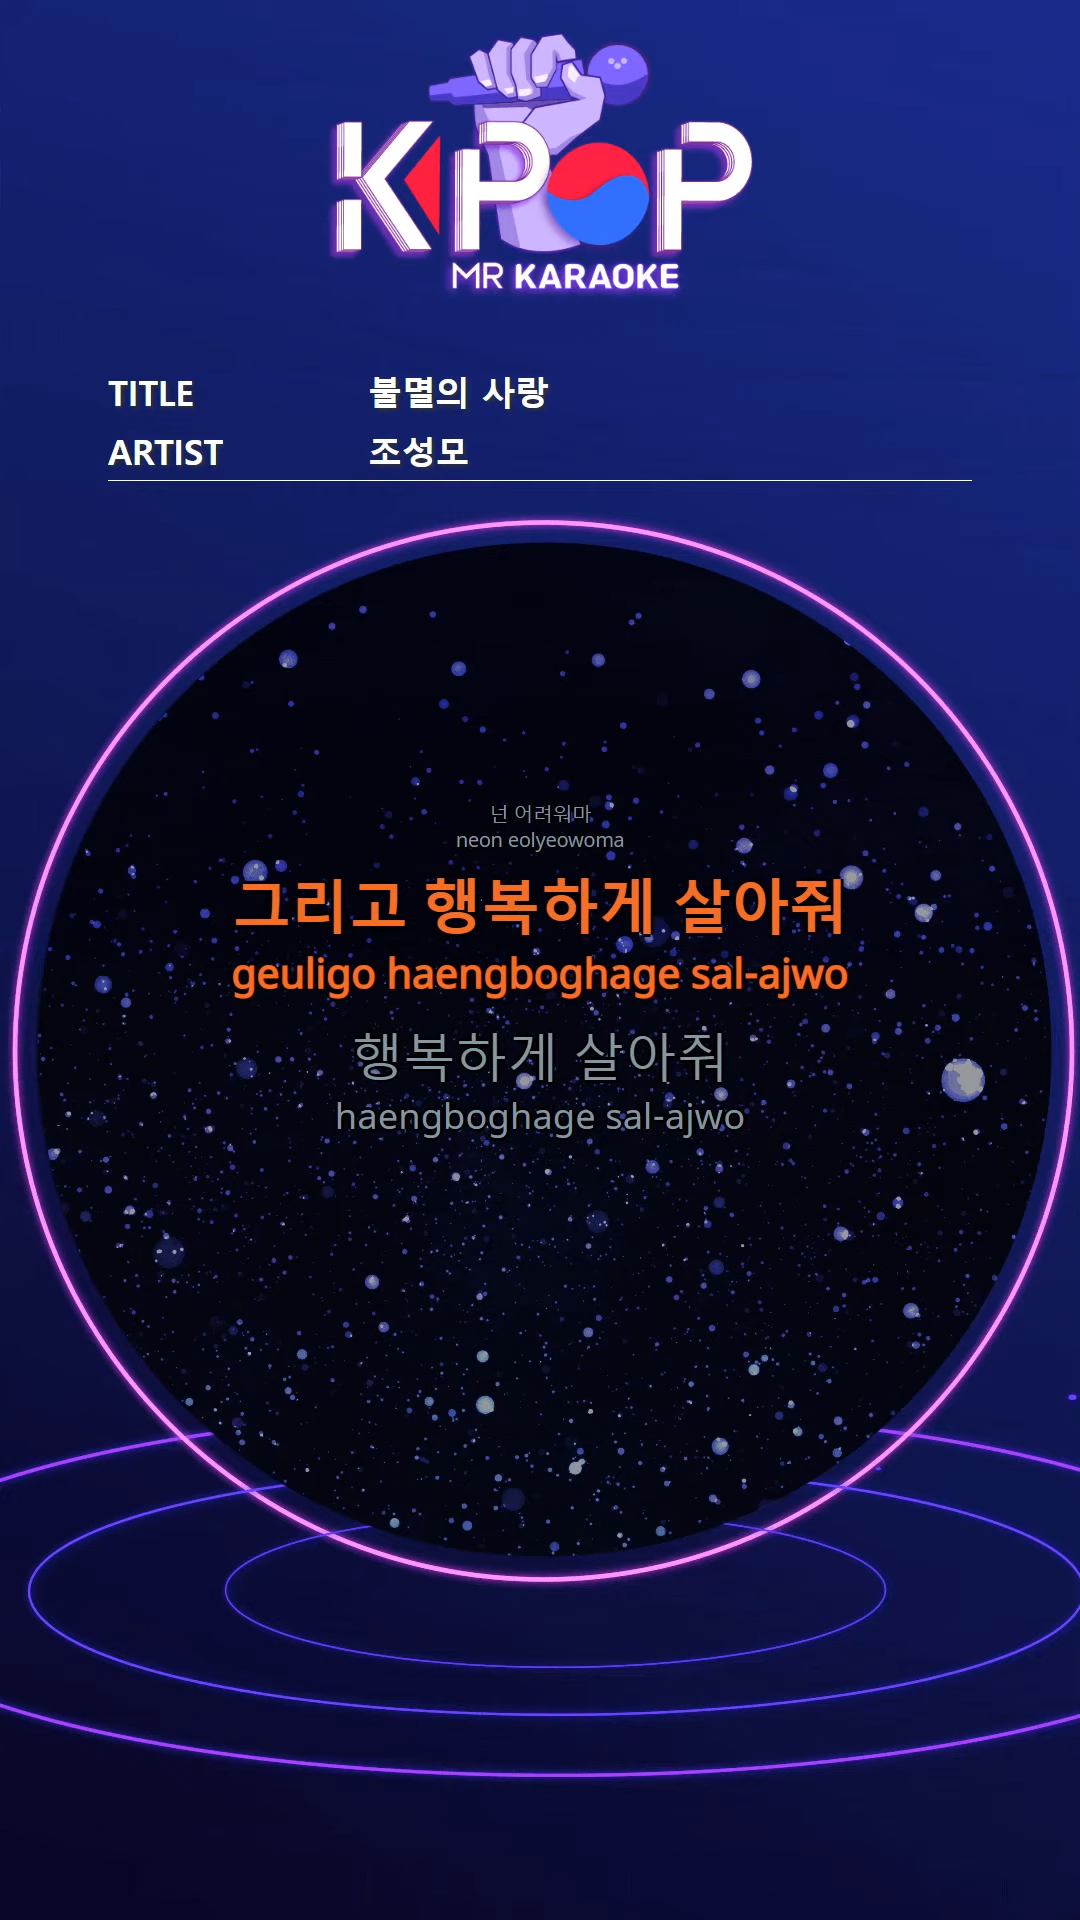 KPOP
MR KARAOKE
TITLE 불멸의 사랑
ARTIST 조성모
넌 어려워마
neon eolyeowoma
그리고 행복하게 살아줘
geuligo haengboghage sal-ajwo
행복하게 살아줘
haengboghage sal-ajwo